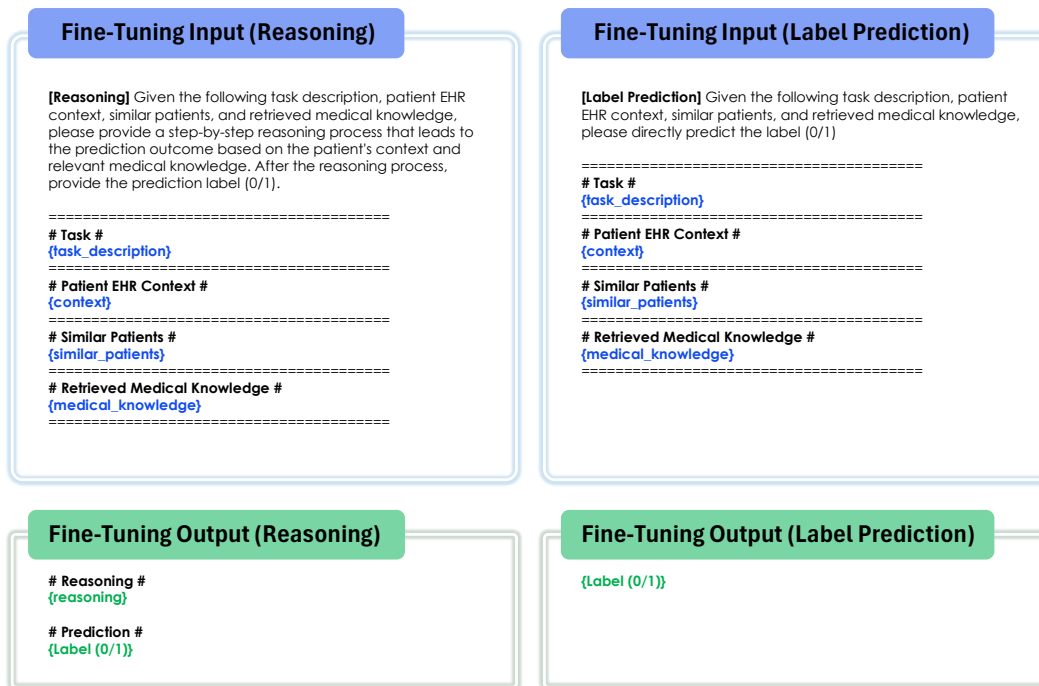 Fine-Tuning Input (Reasoning)
[Reasoning] Given the following task description, patient EHR
context, similar patients, and retrieved medical knowledge,
please provide a step-by-step reasoning process that leads to
the prediction outcome based on the patient's context and
relevant medical knowledge. After the reasoning process,
provide the prediction label (0/1).
========================================
# Task #
{task_description}
========================================
# Patient EHR Context #
{context}
========================================
# Similar Patients #
{similar_patients}
========================================
# Retrieved Medical Knowledge #
{medical_knowledge}
========================================
Fine-Tuning Input (Label Prediction)
[Label Prediction] Given the following task description, patient
EHR context, similar patients, and retrieved medical knowledge,
please directly predict the label (0/1)
========================================
# Task #
{task_description}
========================================
# Patient EHR Context #
{context}
========================================
# Similar Patients #
{similar_patients}
========================================
# Retrieved Medical Knowledge #
{medical_knowledge}
========================================
Fine-Tuning Output (Reasoning)
# Reasoning #
{reasoning}
# Prediction #
{Label (0/1)}
Fine-Tuning Output (Label Prediction)
{Label (0/1)}